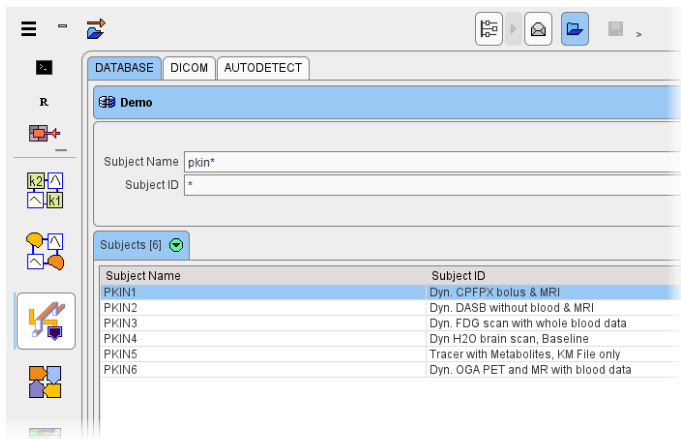 >
DATABASE DICOM AUTODETECT
R
Demo
Subject Name pkin*
Subject ID *
k2
k1
Subjects [6]
Subject Name Subject ID
PKIN1 Dyn. CPFPX bolus & MRI
PKIN2 Dyn. DASB without blood & MRI
PKIN3 Dyn. FDG scan with whole blood data
PKIN4 Dyn H2O brain scan, Baseline
PKIN5 Tracer with Metabolites, KM File only
PKIN6 Dyn. OGA PET and MR with blood data